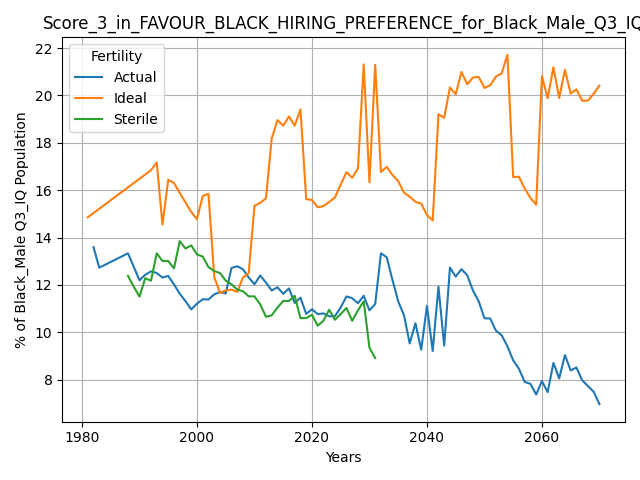 Score_3_in_FAVOUR_BLACK_HIRING_PREFERENCE_for_Black_Male_Q3_IQ
Fertility
Actual
Ideal
Sterile
% of Black_Male Q3_IQ Population
22
20
18
16
14
12
10
8
1980 2000 2020 2040 2060
Years